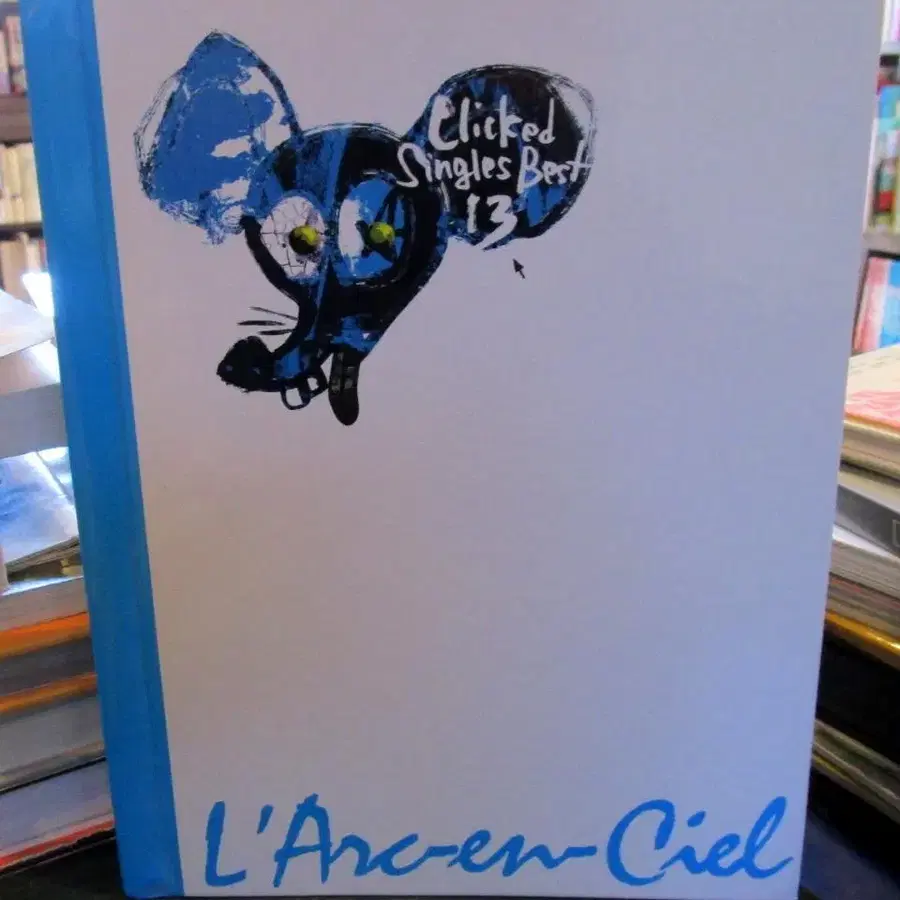 Clicked
Singles Best
13
L'Arc-en-Ciel